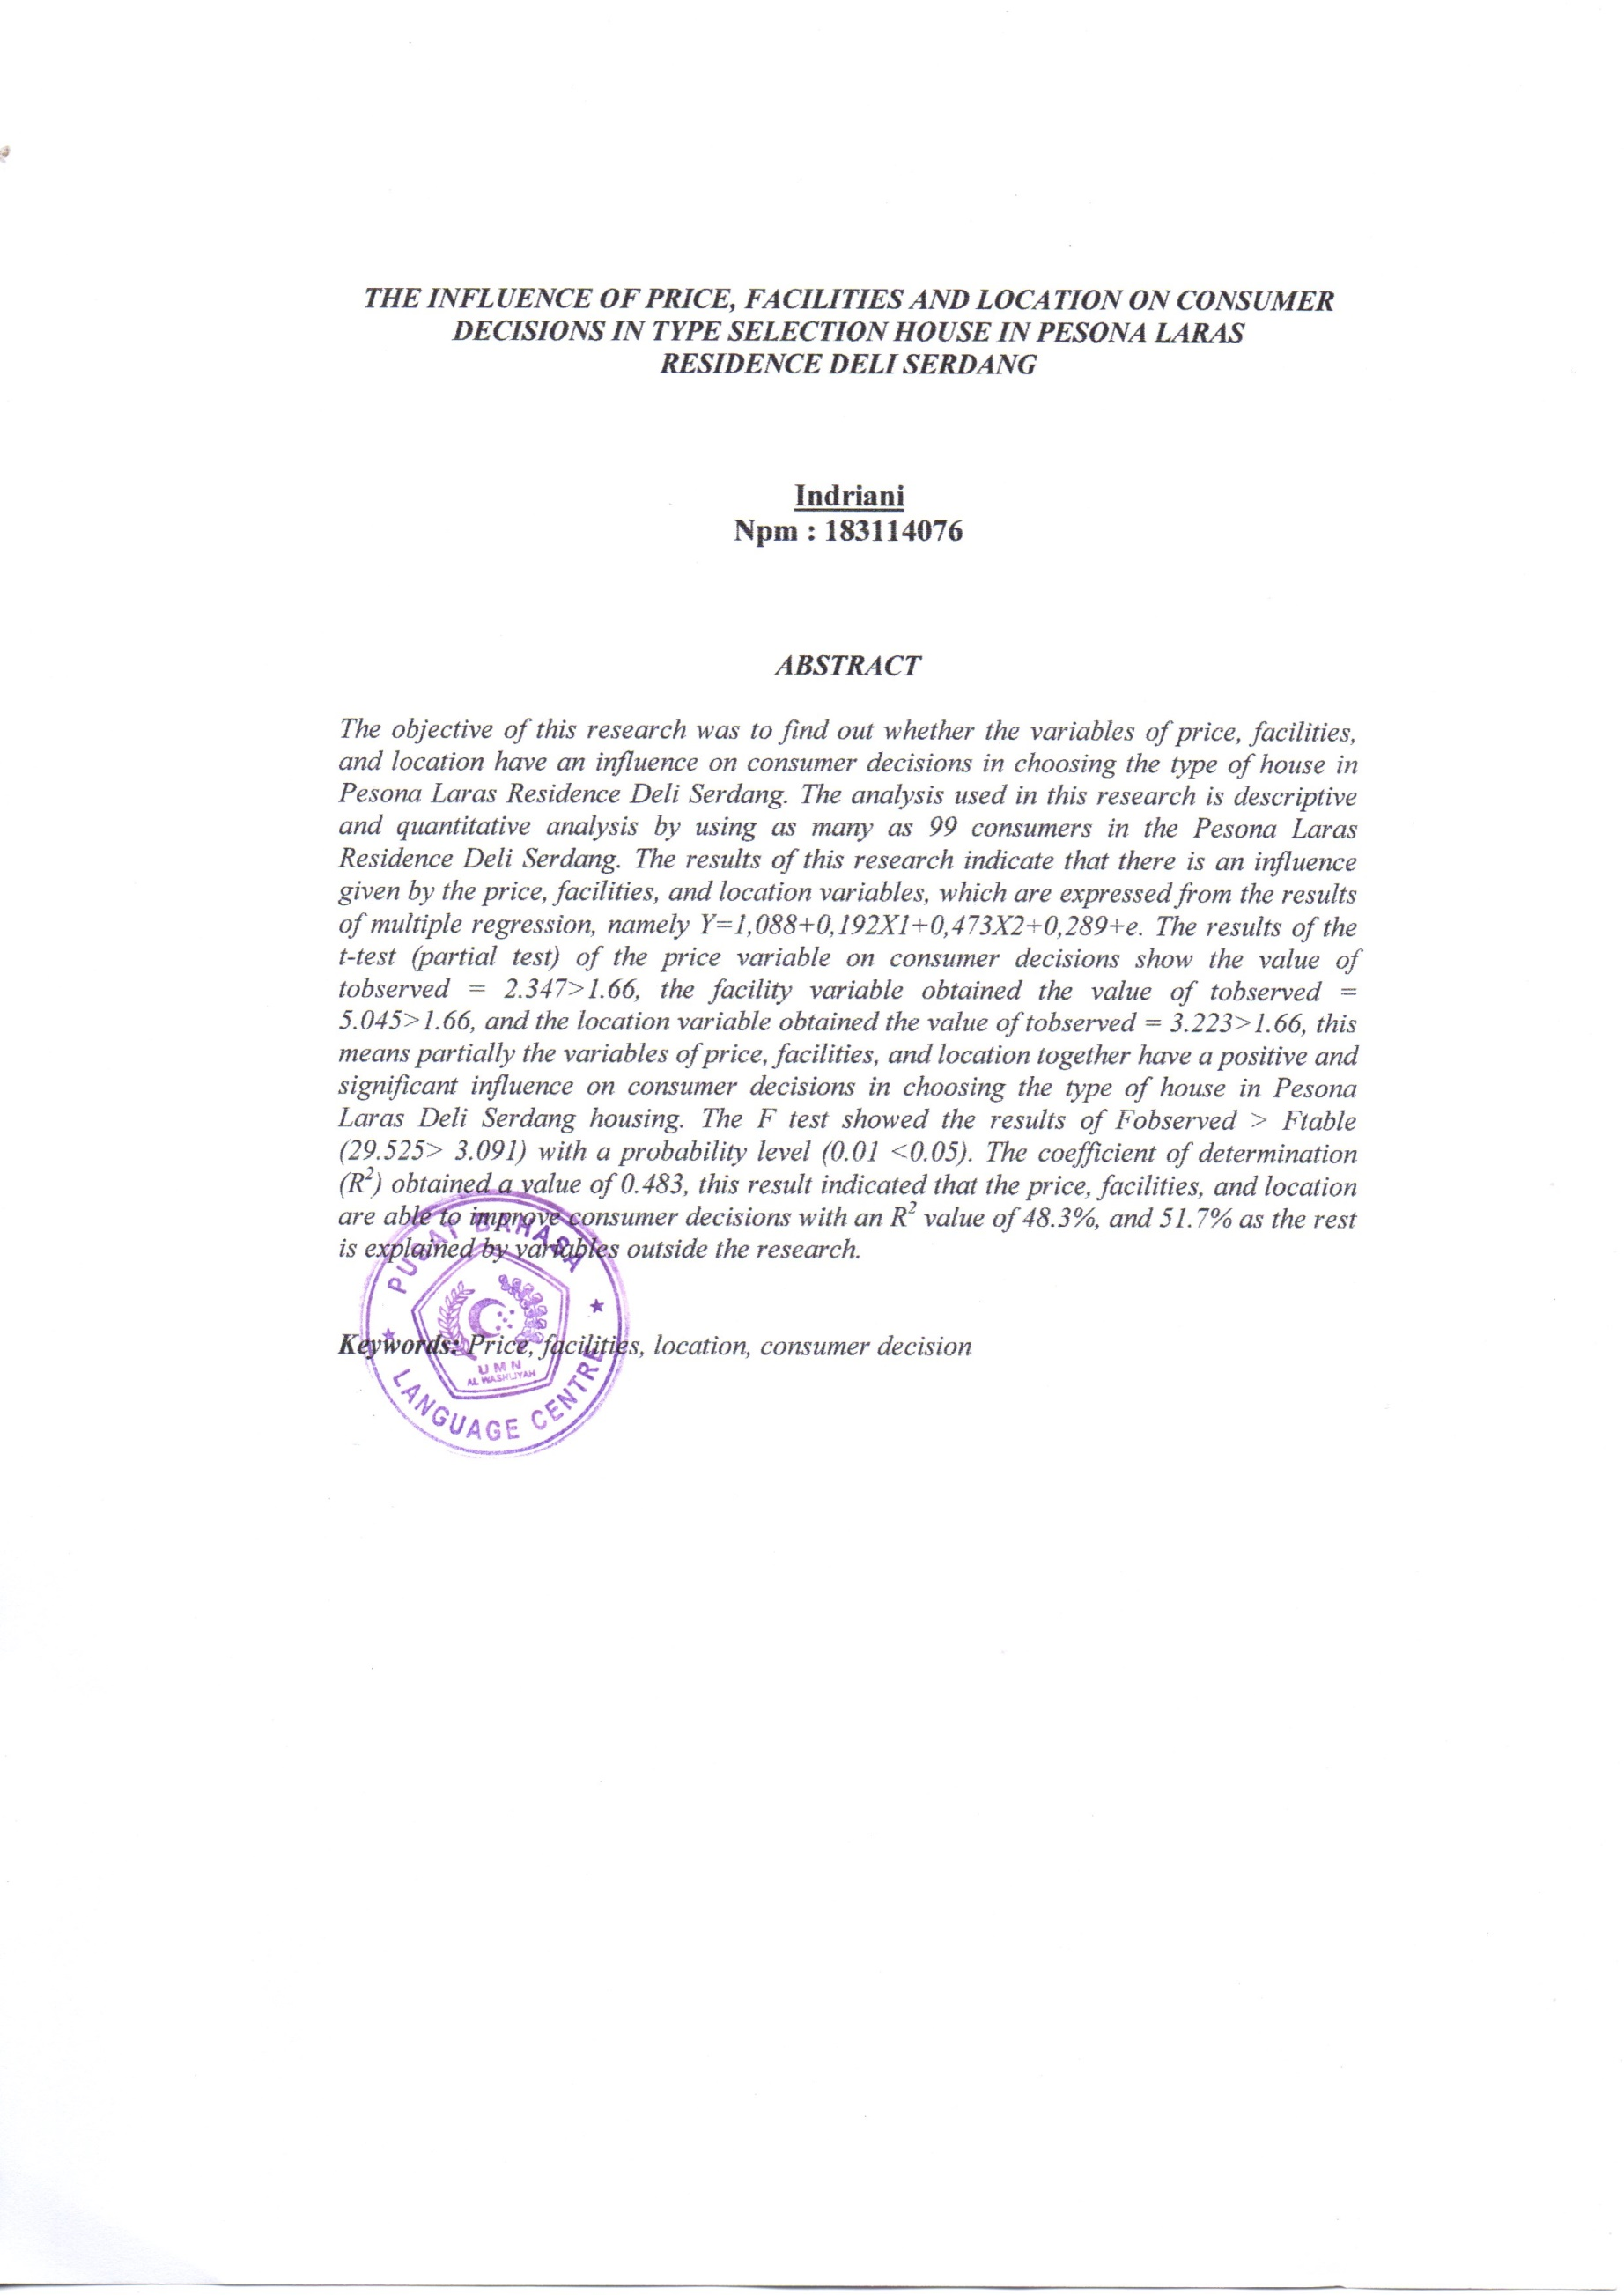 THE INFLUENCE OF PRICE, FACILITIES AND LOCATION ON CONSUMER
DECISIONS IN TYPE SELECTION HOUSE IN PESONA LARAS
RESIDENCE DELI SERDANG
Indriani
Npm : 183114076
ABSTRACT
The objective of this research was to find out whether the variables of price, facilities,
and location have an influence on consumer decisions in choosing the type of house in
Pesona Laras Residence Deli Serdang. The analysis used in this research is descriptive
and quantitative analysis by using as many as 99 consumers in the Pesona Laras
Residence Deli Serdang. The results of this research indicate that there is an influence
given by the price, facilities, and location variables, which are expressed from the results
of multiple regression, namely Y=1,088+0,192X1+0,473X2+0,289+e. The results of the
t-test (partial test) of the price variable on consumer decisions show the value of
tobserved = 2.347>1.66, the facility variable obtained the value of tobserved =
5.045>1.66, and the location variable obtained the value of tobserved = 3.223>1.66, this
means partially the variables of price, facilities, and location together have a positive and
significant influence on consumer decisions in choosing the type of house in Pesona
Laras Deli Serdang housing. The F test showed the results of Fobserved > Ftable
(29.525> 3.091) with a probability level (0.01 <0.05). The coefficient of determination
(R²) obtained a value of 0.483, this result indicated that the price, facilities, and location
are able to improve consumer decisions with an R² value of 48.3%, and 51.7% as the rest
is explained by variables outside the research.
Keywords: Price, facilities, location, consumer decision
PUSAT BAHASA
UMN
AL WASHLIYAH
LANGUAGE CENTRE